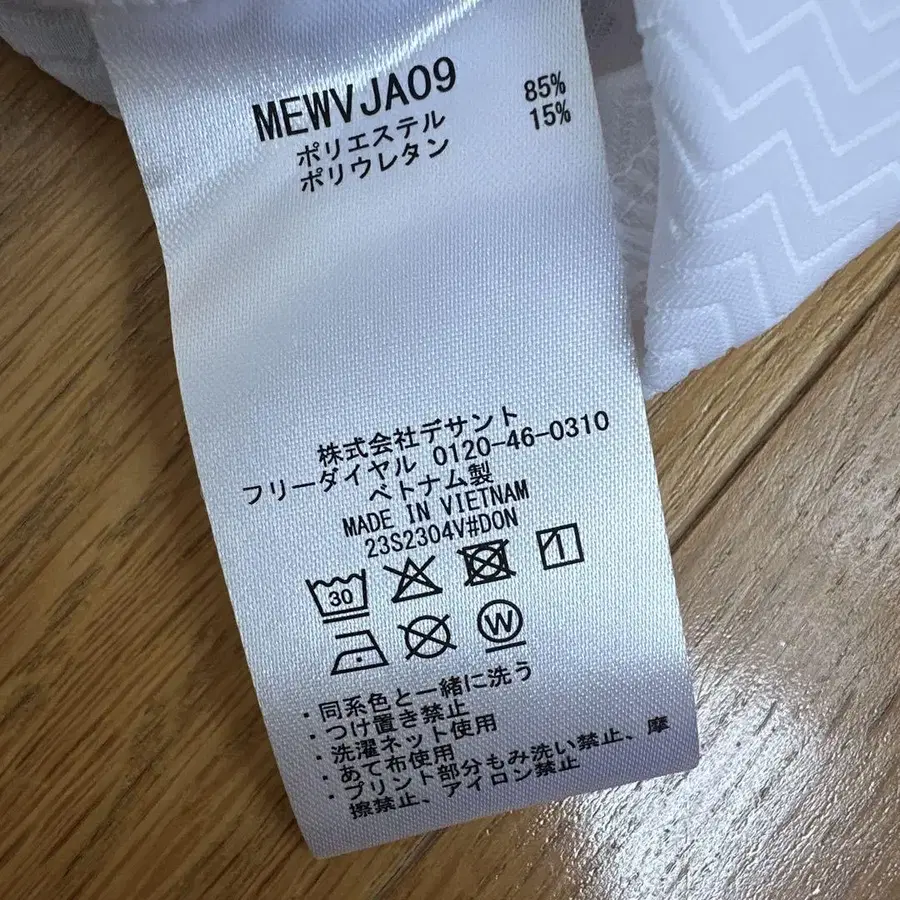 MEWVJA09
ポリエステル 85%
ポリウレタン 15%
株式会社デサント
フリーダイヤル 0120-46-0310
ベトナム製
MADE IN VIETNAM
23S2304V#DON
30
W
・同系色と一緒に洗う
・つけ置き禁止
・洗濯ネット使用
・あて布使用
・プリント部分もみ洗い禁止、摩
擦禁止、アイロン禁止